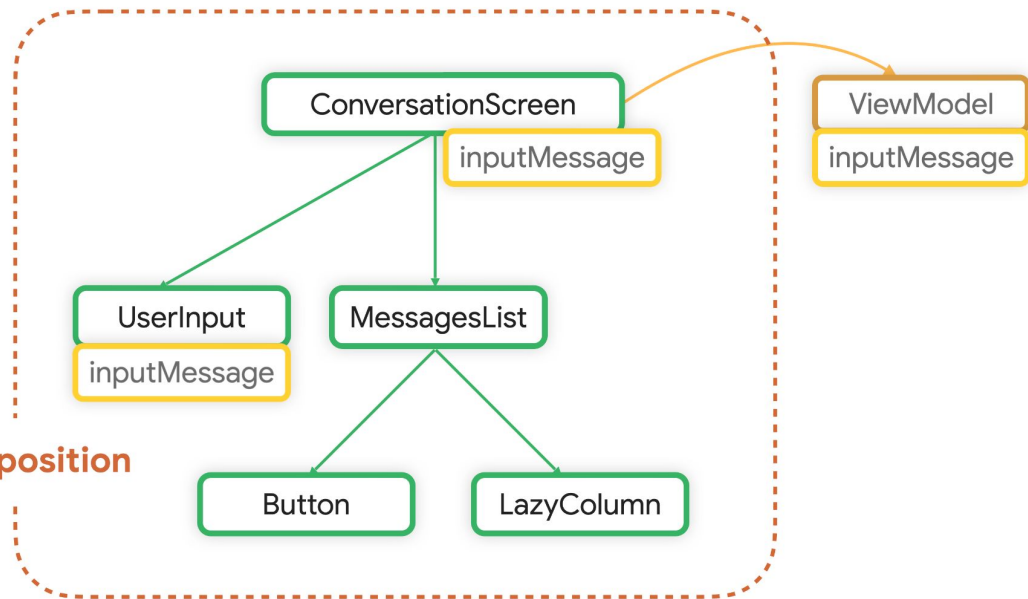 ConversationScreen
ViewModel
inputMessage
inputMessage
UserInput
MessagesList
inputMessage
position
Button
LazyColumn